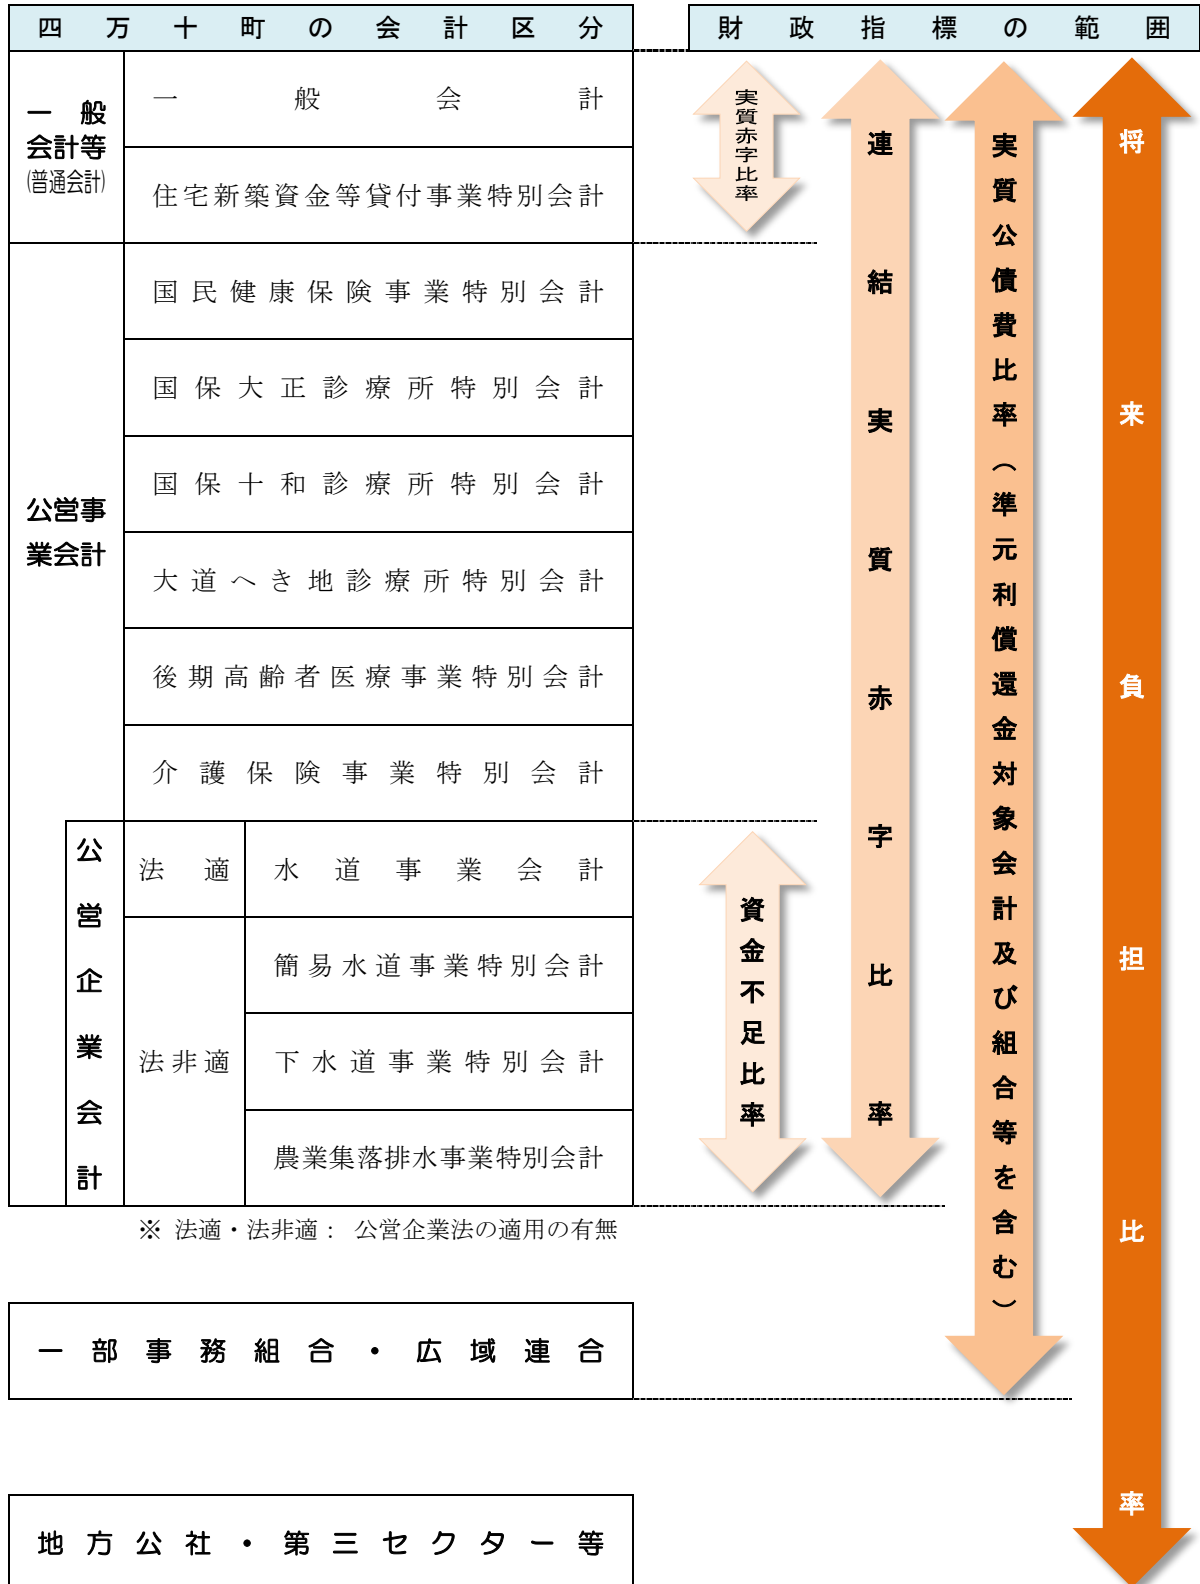 四万十町の会計区分
財政指標の範囲
一般
会計等
(普通会計)
一般会計
住宅新築資金等貸付事業特別会計
公営事
業会計
国民健康保険事業特別会計
国保大正診療所特別会計
国保十和診療所特別会計
大道へき地診療所特別会計
後期高齢者医療事業特別会計
介護保険事業特別会計
公営企業会計
法適
水道事業会計
法非適
簡易水道事業特別会計
下水道事業特別会計
農業集落排水事業特別会計
※ 法適・法非適： 公営企業法の適用の有無
一部事務組合・広域連合
地方公社・第三セクター等
実質赤字比率
資金不足比率
連結実質赤字比率
実質公債費比率（準元利償還金対象会計及び組合等を含む）
将来負担比率